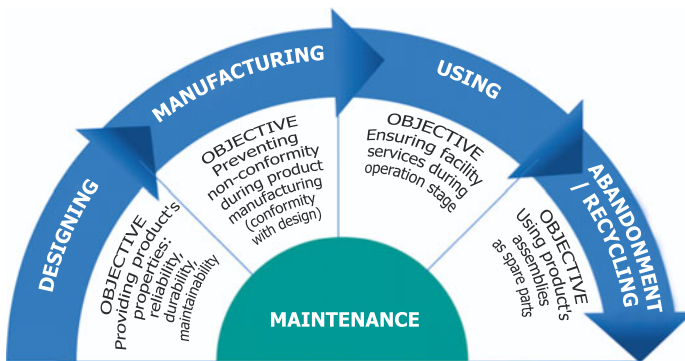 DESIGNING
MANUFACTURING
USING
ABANDONMENT
/ RECYCLING
OBJECTIVE
Providing product's
properties:
reliability,
durability,
maintainability
OBJECTIVE
Preventing
non-conformity
during product
manufacturing
(conformity
with design)
OBJECTIVE
Ensuring facility
services during
operation stage
OBJECTIVE
Using product's
assemblies
as spare parts
MAINTENANCE